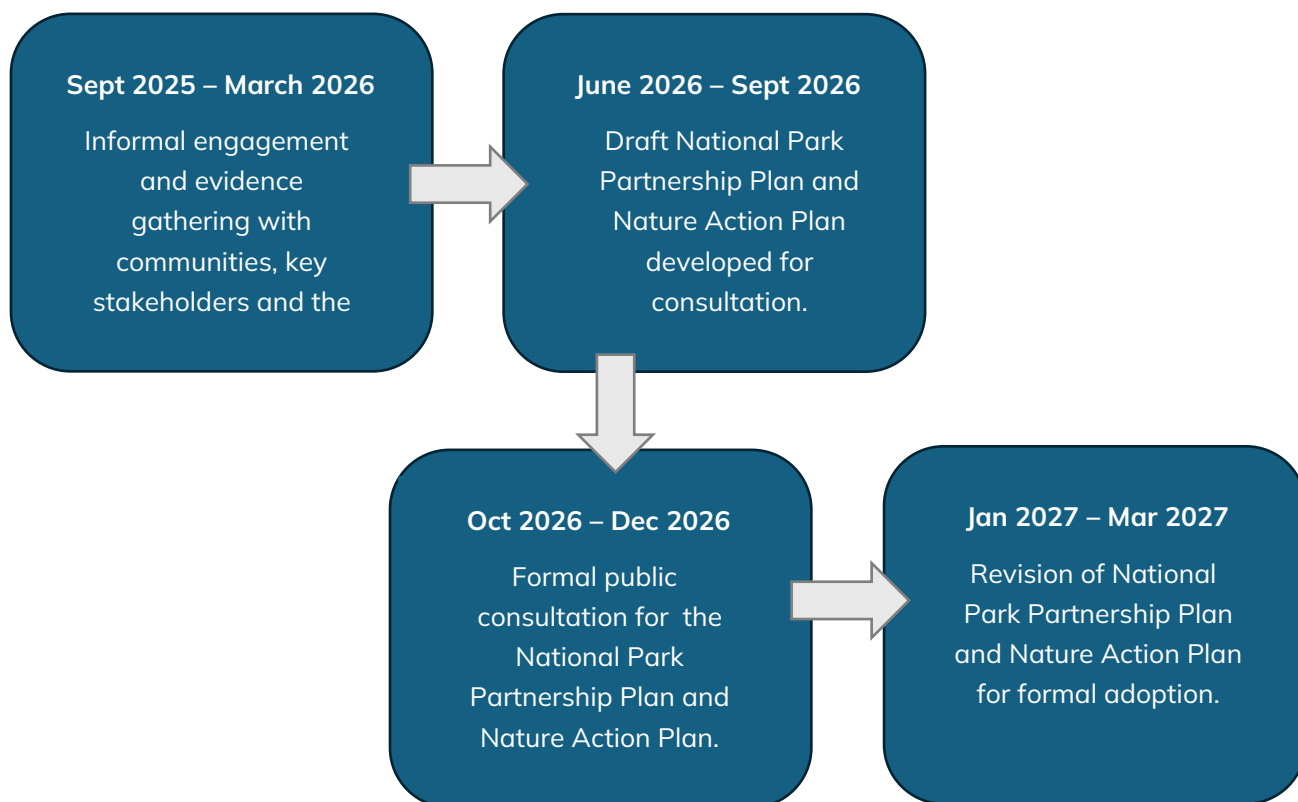 Sept 2025 – March 2026
Informal engagement
and evidence
gathering with
communities, key
stakeholders and the
June 2026 – Sept 2026
Draft National Park
Partnership Plan and
Nature Action Plan
developed for
consultation.
Oct 2026 – Dec 2026
Formal public
consultation for the
National Park
Partnership Plan and
Nature Action Plan.
Jan 2027 – Mar 2027
Revision of National
Park Partnership Plan
and Nature Action Plan
for formal adoption.